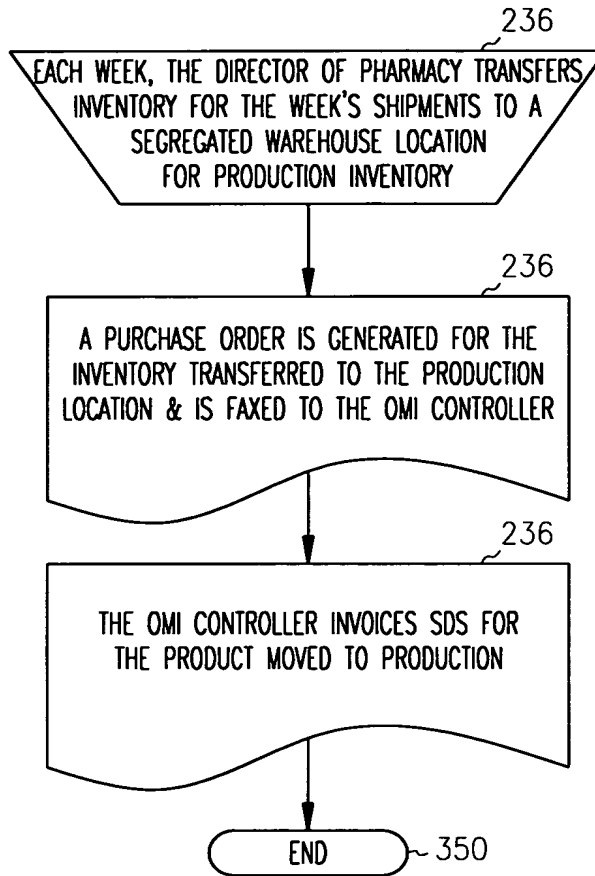 236
EACH WEEK, THE DIRECTOR OF PHARMACY TRANSFERS
INVENTORY FOR THE WEEK'S SHIPMENTS TO A
SEGREGATED WAREHOUSE LOCATION
FOR PRODUCTION INVENTORY
236
A PURCHASE ORDER IS GENERATED FOR THE
INVENTORY TRANSFERRED TO THE PRODUCTION
LOCATION & IS FAXED TO THE OMI CONTROLLER
236
THE OMI CONTROLLER INVOICES SDS FOR
THE PRODUCT MOVED TO PRODUCTION
END
350